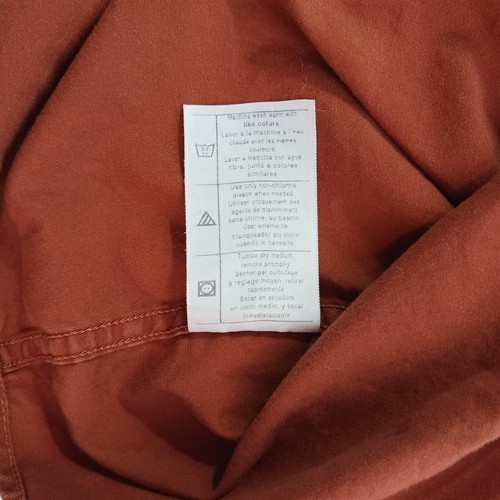 Machine wash warm with
like colors.
Laver à la machine à l'eau
chaude avec les mêmes
couleurs
Lavar a máquina con agua
tibia, junto a colores
similares
Use only non-chlorine
bleach when needed.
Utiliser uniquement des
agents de blanchiment
sans chlore, au besoin.
Usar solamente
blanqueador sin cloro
cuando lo necesite.
Tumble dry medium,
remove promptly.
Sécher par culbutage
à réglage moyen, retirer
rapidement
Secar en secadora
en ciclo medio, y sacar
inmediatamente